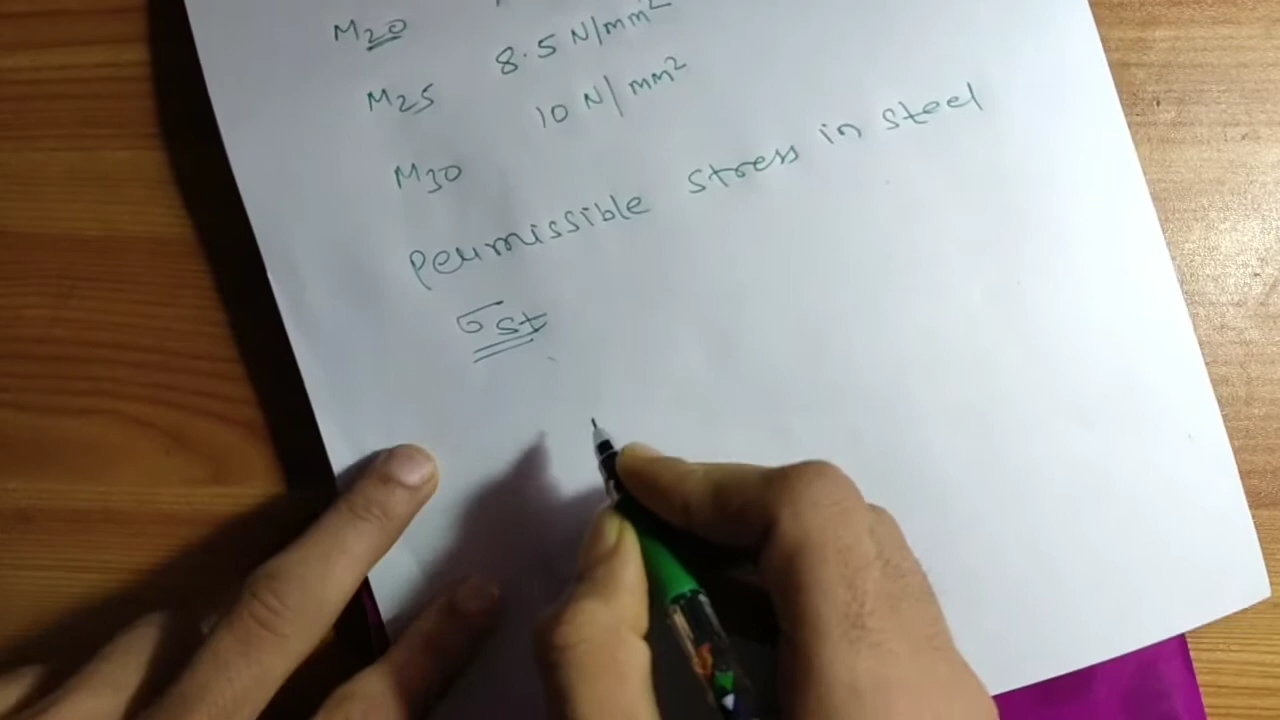 M20
8.5 N/mm²
M25
10 N/mm²
M30
Permissible stress in steel
σst